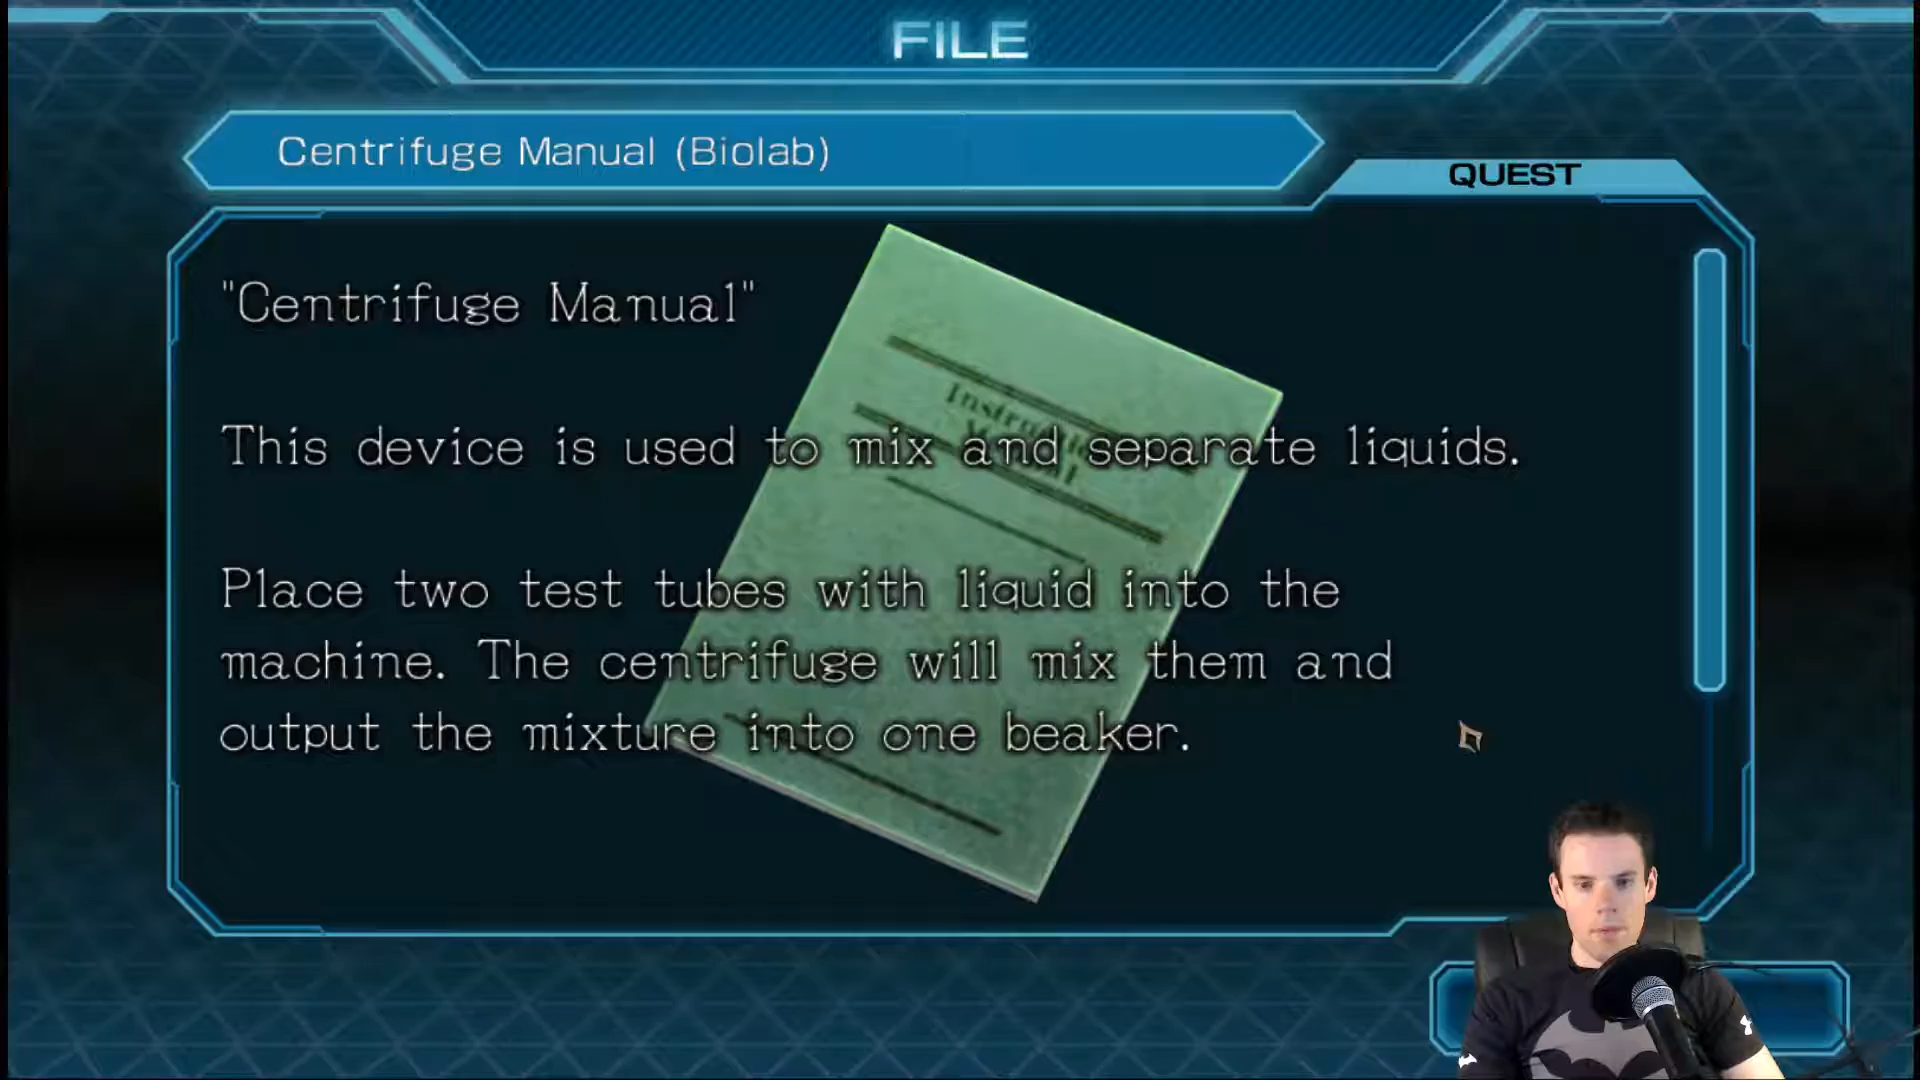 FILE
Centrifuge Manual (Biolab)
QUEST
"Centrifuge Manual"
This device is used to mix and separate liquids.
Place two test tubes with liquid into the
machine. The centrifuge will mix them and
output the mixture into one beaker.